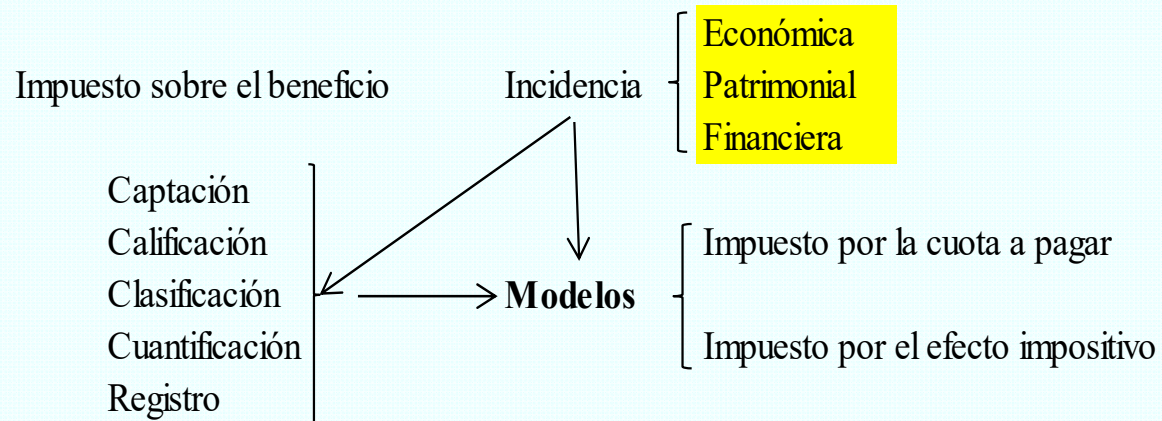 Impuesto sobre el beneficio
Incidencia
Económica
Patrimonial
Financiera
Captación
Calificación
Clasificación
Cuantificación
Registro
Modelos
Impuesto por la cuota a pagar
Impuesto por el efecto impositivo